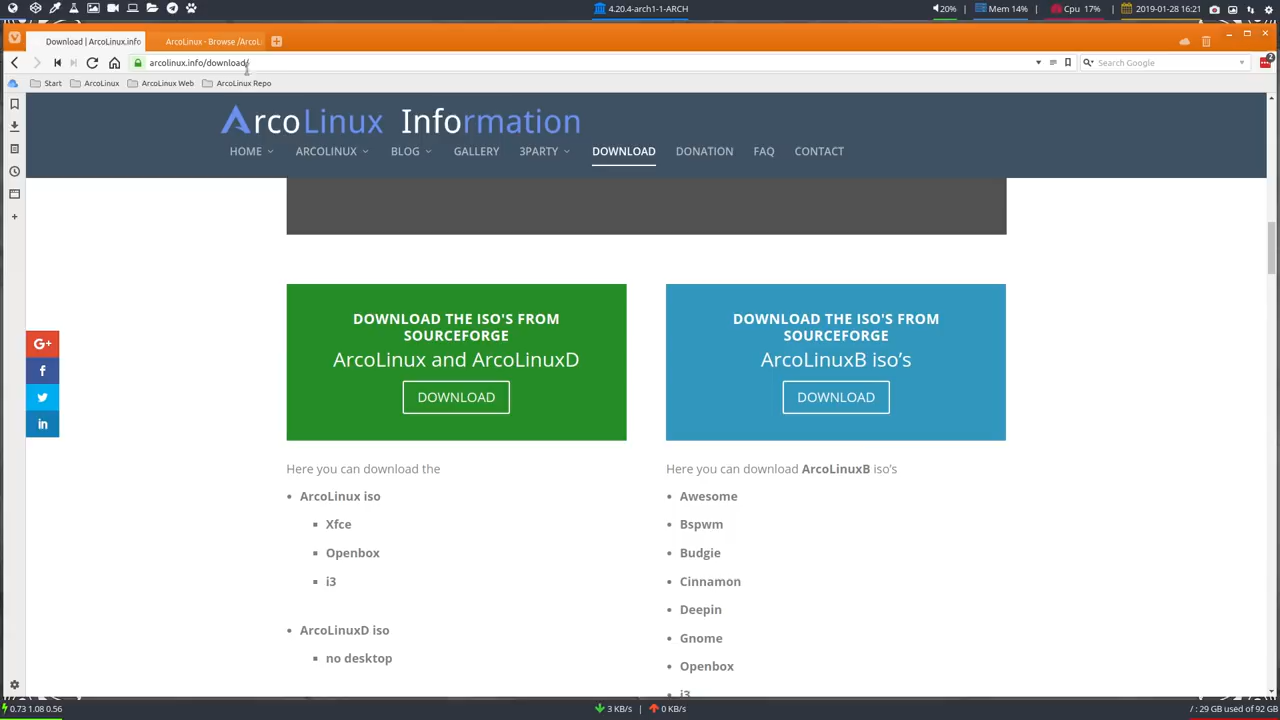 20%
4.20.4-arch1-1-ARCH
Mem 14%
Cpu 17%
2019-01-28 16:21
Download | ArcoLinux.info
ArcoLinux - Browse /ArcoL
arcolinux.info/download/
Search Google
2
Start
ArcoLinux
ArcoLinux Web
ArcoLinux Repo
ArcoLinux Information
HOME
ARCOLINUX
BLOG
GALLERY
3PARTY
DOWNLOAD
DONATION
FAQ
CONTACT
DOWNLOAD THE ISO'S FROM
SOURCEFORGE
ArcoLinux and ArcoLinuxD
DOWNLOAD
Here you can download the
ArcoLinux iso
Xfce
Openbox
i3
ArcoLinuxD iso
no desktop
DOWNLOAD THE ISO'S FROM
SOURCEFORGE
ArcoLinuxB iso’s
DOWNLOAD
Here you can download ArcoLinuxB iso’s
Awesome
Bspwm
Budgie
Cinnamon
Deepin
Gnome
Openbox
i3
G+
f
in
0.73 1.08 0.56
3 KB/s
0 KB/s
/ : 29 GB used of 92 GB